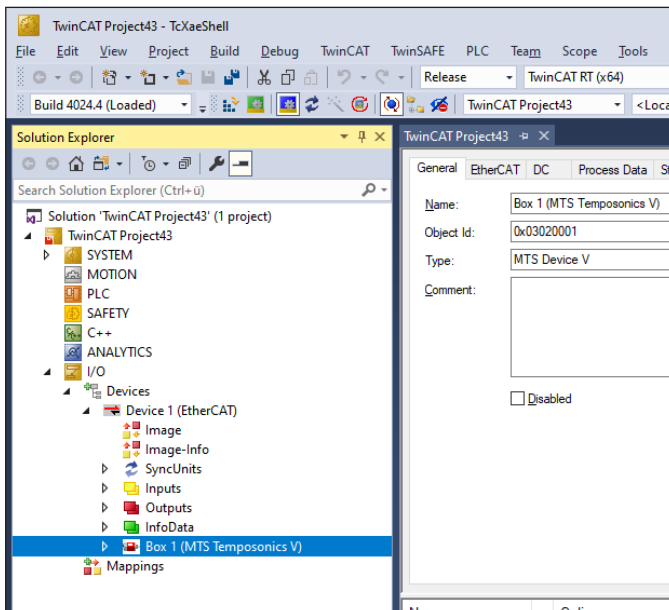 TwinCAT Project43 - TcXaeShell
File Edit View Project Build Debug TwinCAT TwinSAFE PLC Team Scope Tools
Release TwinCAT RT (x64)
Build 4024.4 (Loaded) TwinCAT Project43 <Loca
Solution Explorer
TwinCAT Project43
Search Solution Explorer (Ctrl+ü)
Solution 'TwinCAT Project43' (1 project)
TwinCAT Project43
SYSTEM
MOTION
PLC
SAFETY
C++
ANALYTICS
I/O
Devices
Device 1 (EtherCAT)
Image
Image-Info
SyncUnits
Inputs
Outputs
InfoData
Box 1 (MTS Temposonics V)
Mappings
General EtherCAT DC Process Data
Name: Box 1 (MTS Temposonics V)
Object Id: 0x03020001
Type: MTS Device V
Comment:
Disabled